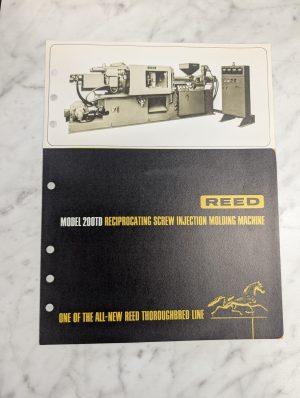 REED
MODEL 200TD RECIPROCATING SCREW INJECTION MOLDING MACHINE
ONE OF THE ALL-NEW REED THOROUGHBRED LINE